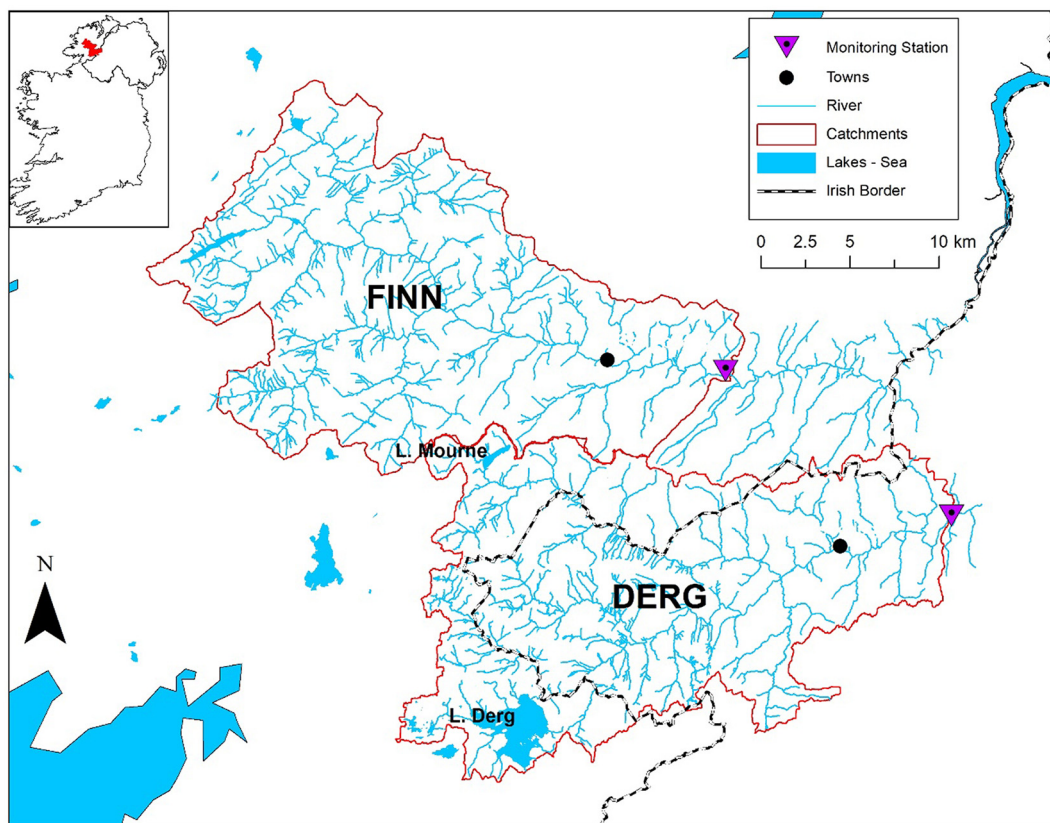 Monitoring Station
Towns
River
Catchments
Lakes - Sea
Irish Border
0 2.5 5 10 km
FINN
L. Mourne
N
DERG
L. Derg